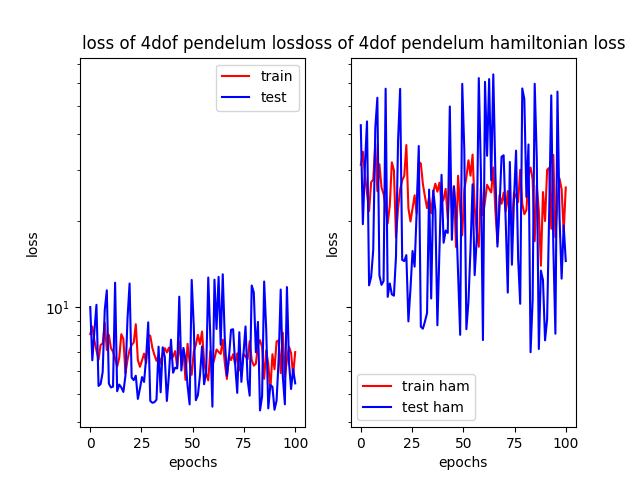 loss of 4dof pendelum loss
loss of 4dof pendelum hamiltonian loss
train
test
loss
10¹
0
25
50
75
100
epochs
loss
train ham
test ham
0
25
50
75
100
epochs